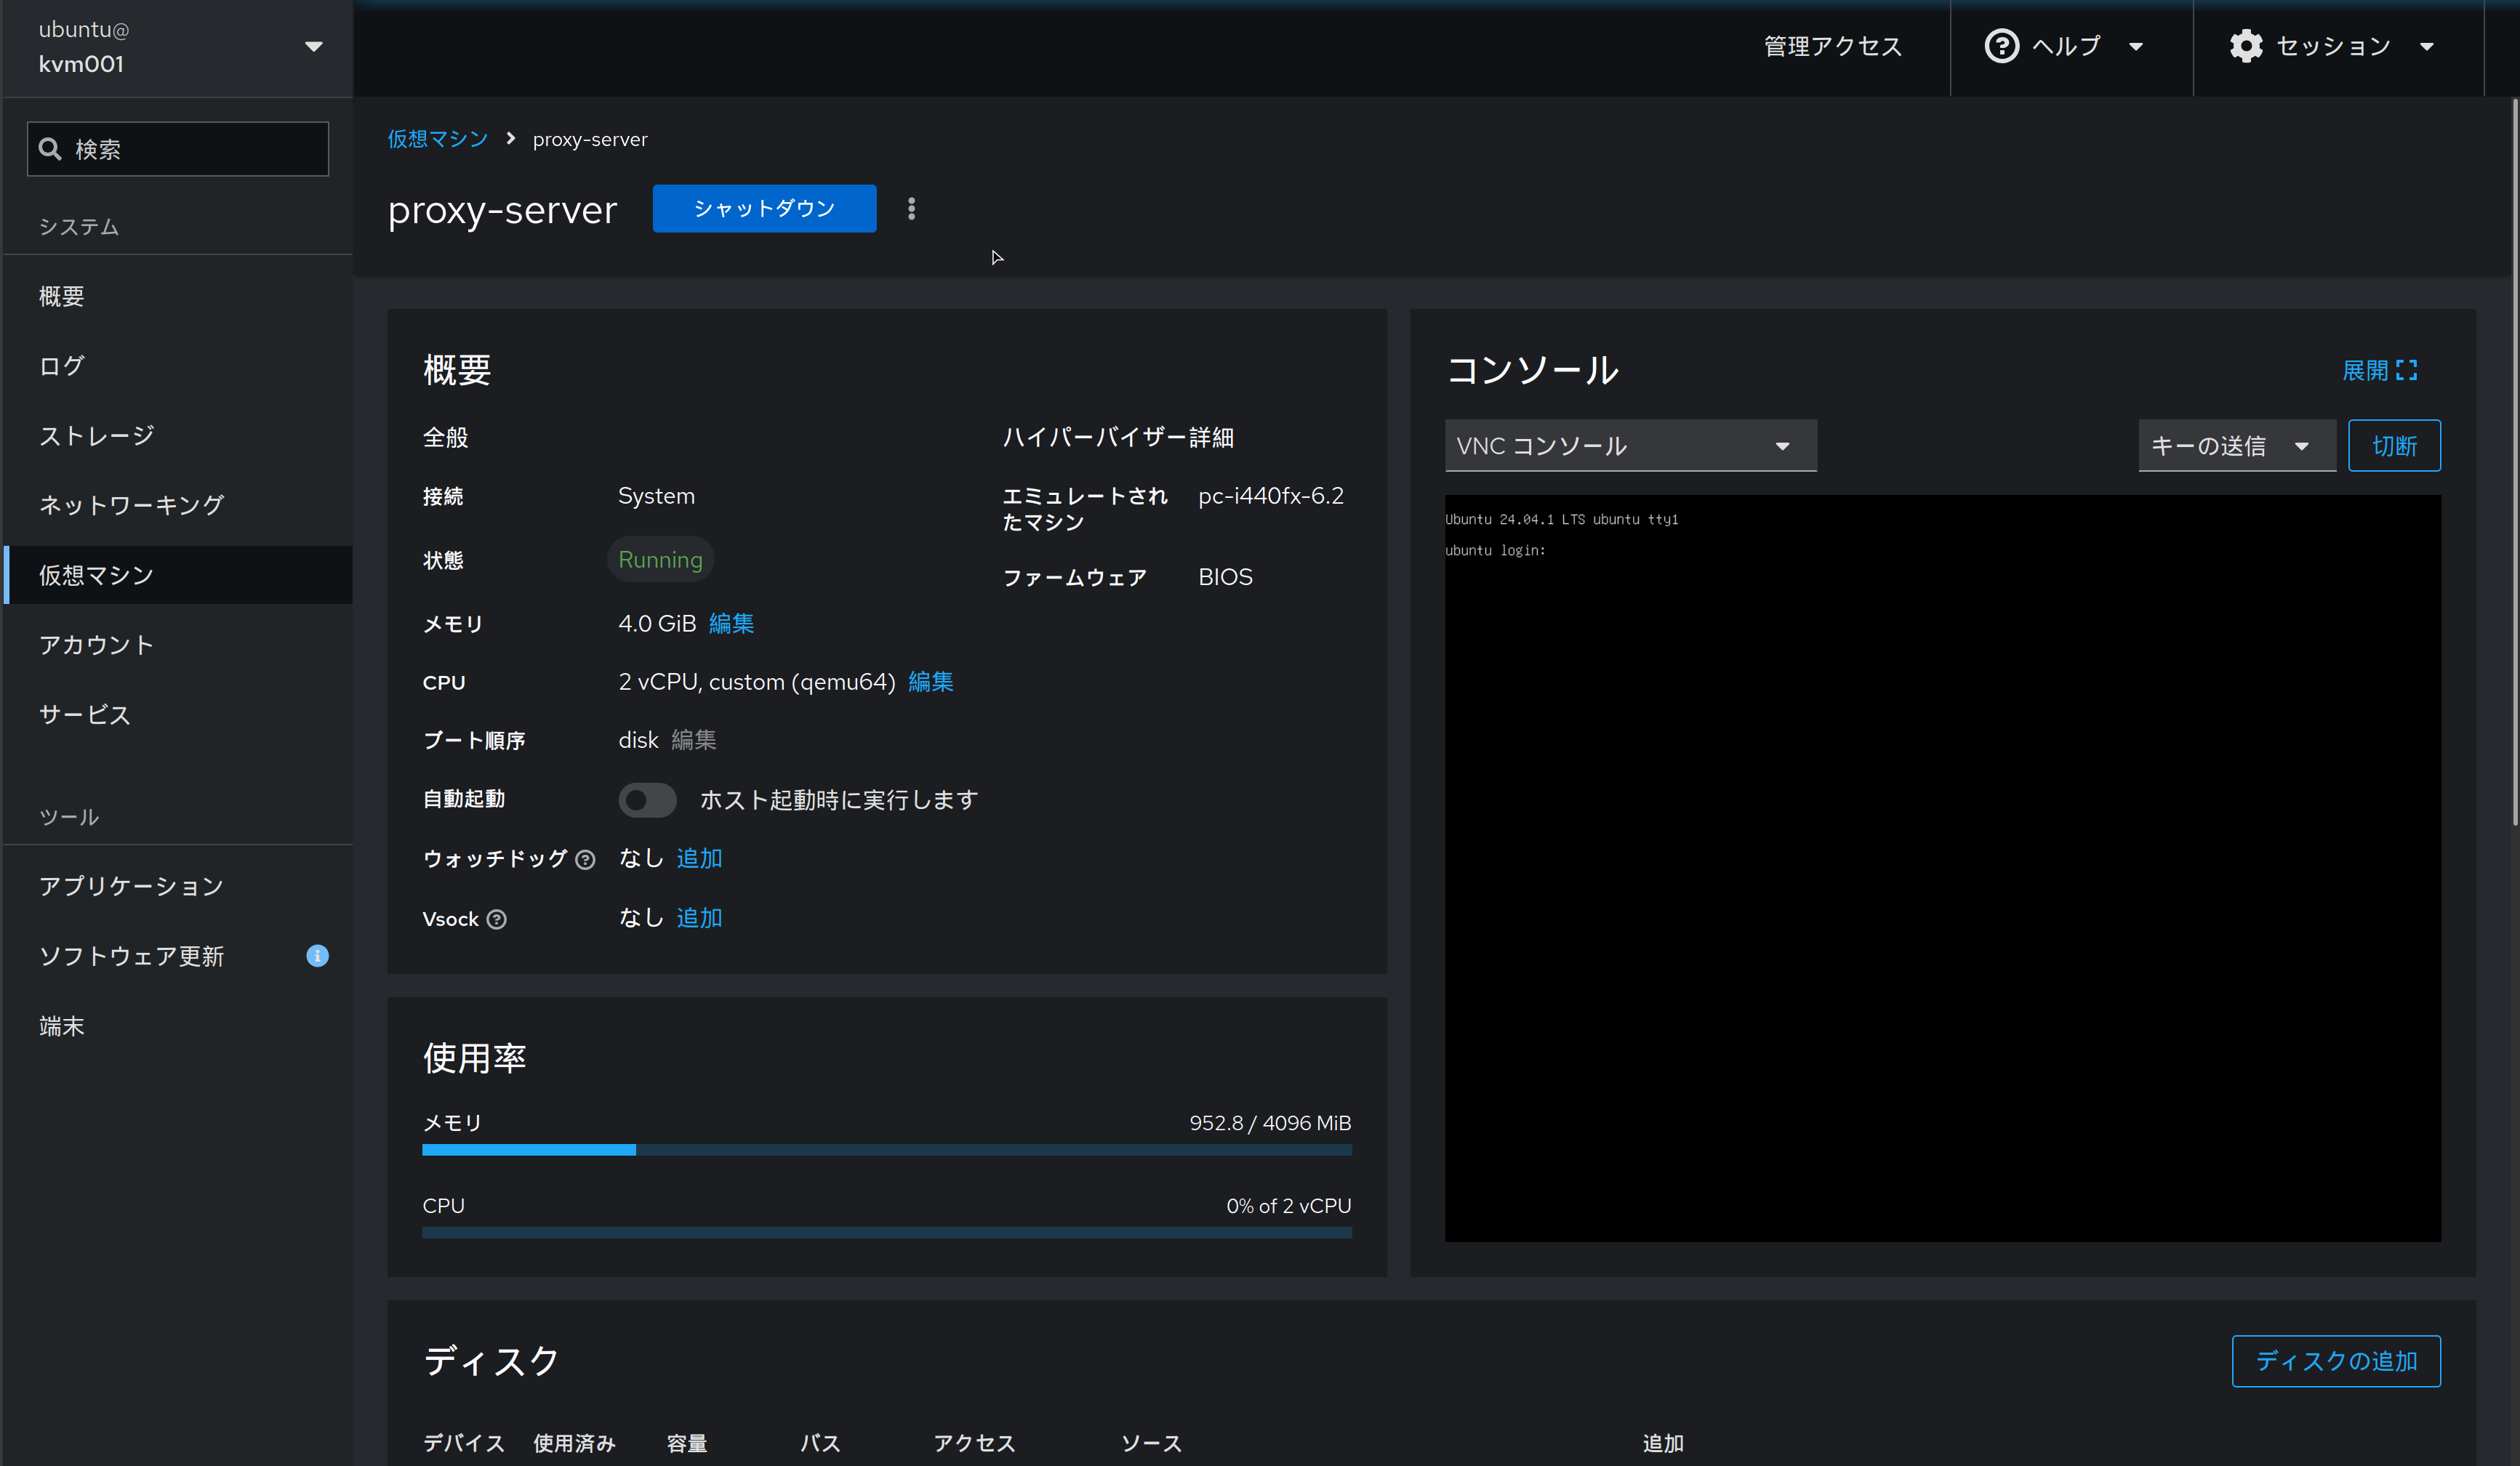 ubuntu@
kvm001
管理アクセス
ヘルプ
セッション
検索
システム
概要
ログ
ストレージ
ネットワーキング
仮想マシン
アカウント
サービス
ツール
アプリケーション
ソフトウェア更新
端末
仮想マシン > proxy-server
proxy-server
シャットダウン
概要
全般
接続 System
状態 Running
メモリ 4.0 GiB 編集
CPU 2 vCPU, custom (qemu64) 編集
ブート順序 disk 編集
自動起動 ホスト起動時に実行します
ウォッチドッグ なし 追加
Vsock なし 追加
ハイパーバイザー詳細
エミュレートされ pc-i440fx-6.2
たマシン
ファームウェア BIOS
使用率
メモリ 952.8 / 4096 MiB
CPU 0% of 2 vCPU
コンソール
展開
VNC コンソール
キーの送信
切断
Ubuntu 24.04.1 LTS ubuntu tty1
ubuntu login:
ディスク
ディスクの追加
デバイス 使用済み 容量 バス アクセス ソース 追加